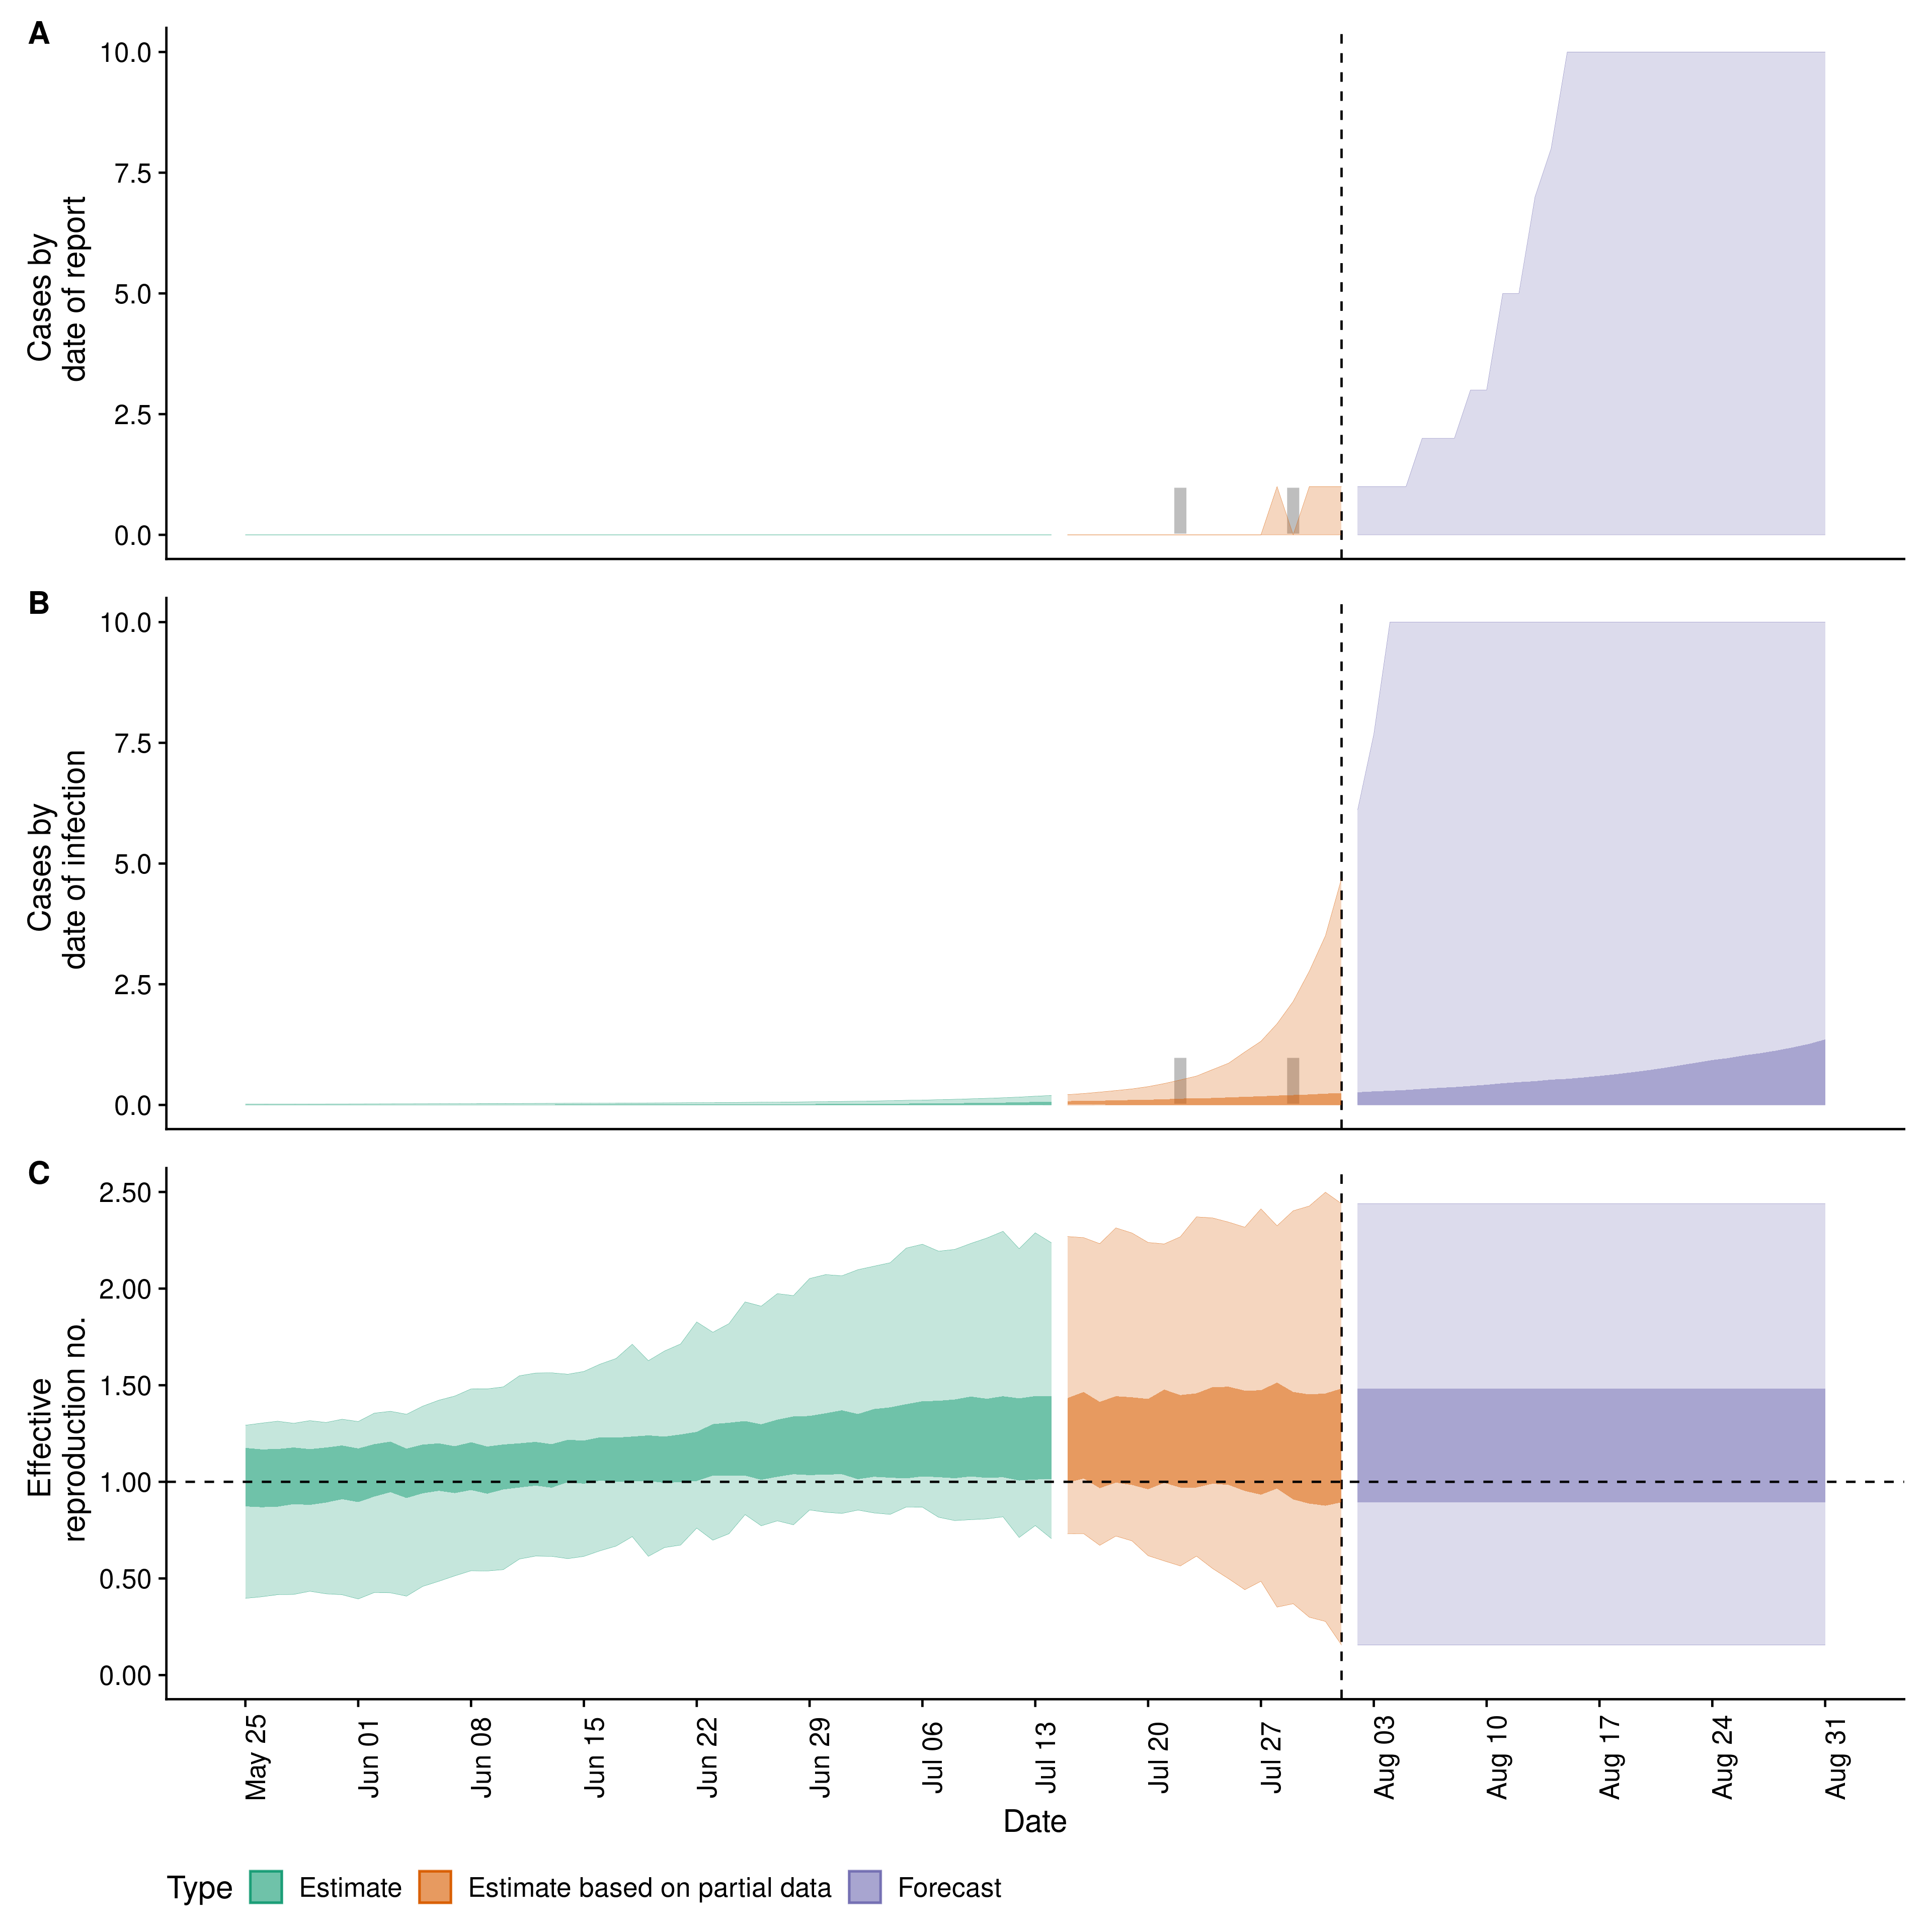 A
10.0
7.5
5.0
2.5
0.0
Cases by
date of report
B
10.0
7.5
5.0
2.5
0.0
Cases by
date of infection
C
2.50
2.00
1.50
1.00
0.50
0.00
Effective
reproduction no.
May 25
Jun 01
Jun 08
Jun 15
Jun 22
Jun 29
Jul 06
Jul 13
Jul 20
Jul 27
Aug 03
Aug 10
Aug 17
Aug 24
Aug 31
Date
Type Estimate Estimate based on partial data Forecast